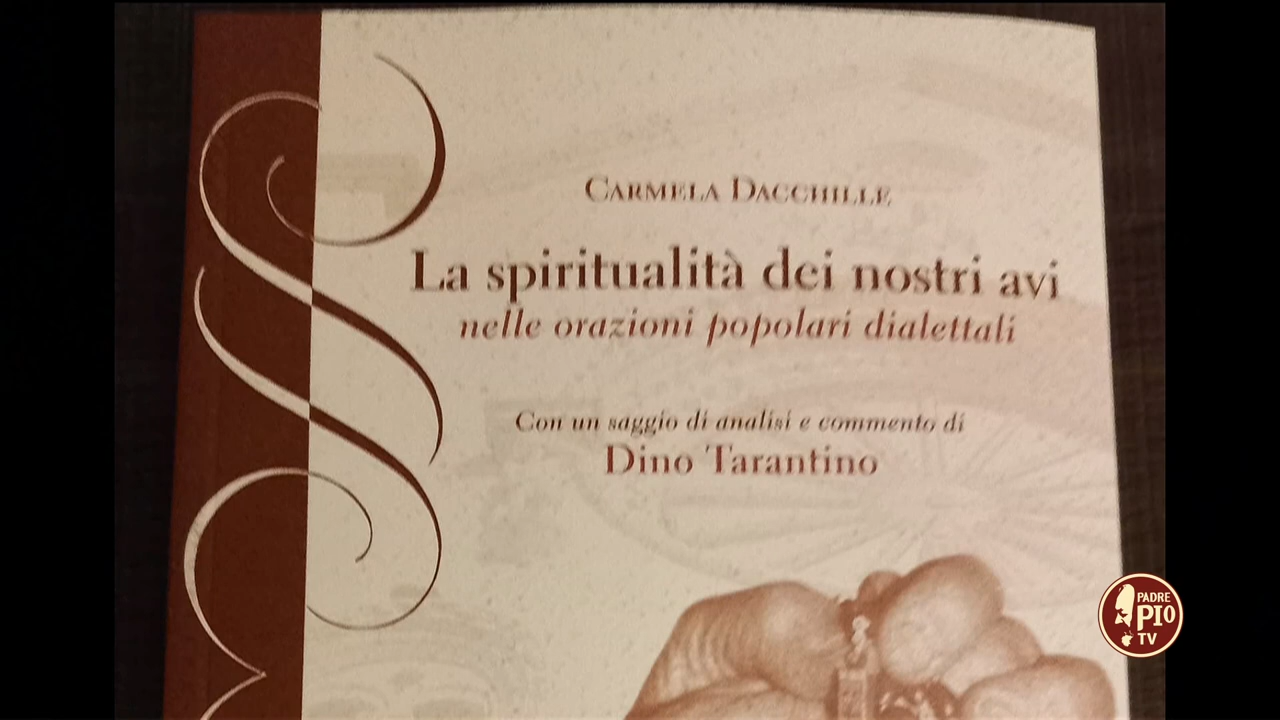 CARMELA DACCHILLE
La spiritualità dei nostri avi
nelle orazioni popolari dialettali
Con un saggio di analisi e commento di
Dino Tarantino
PADRE
PIO
TV